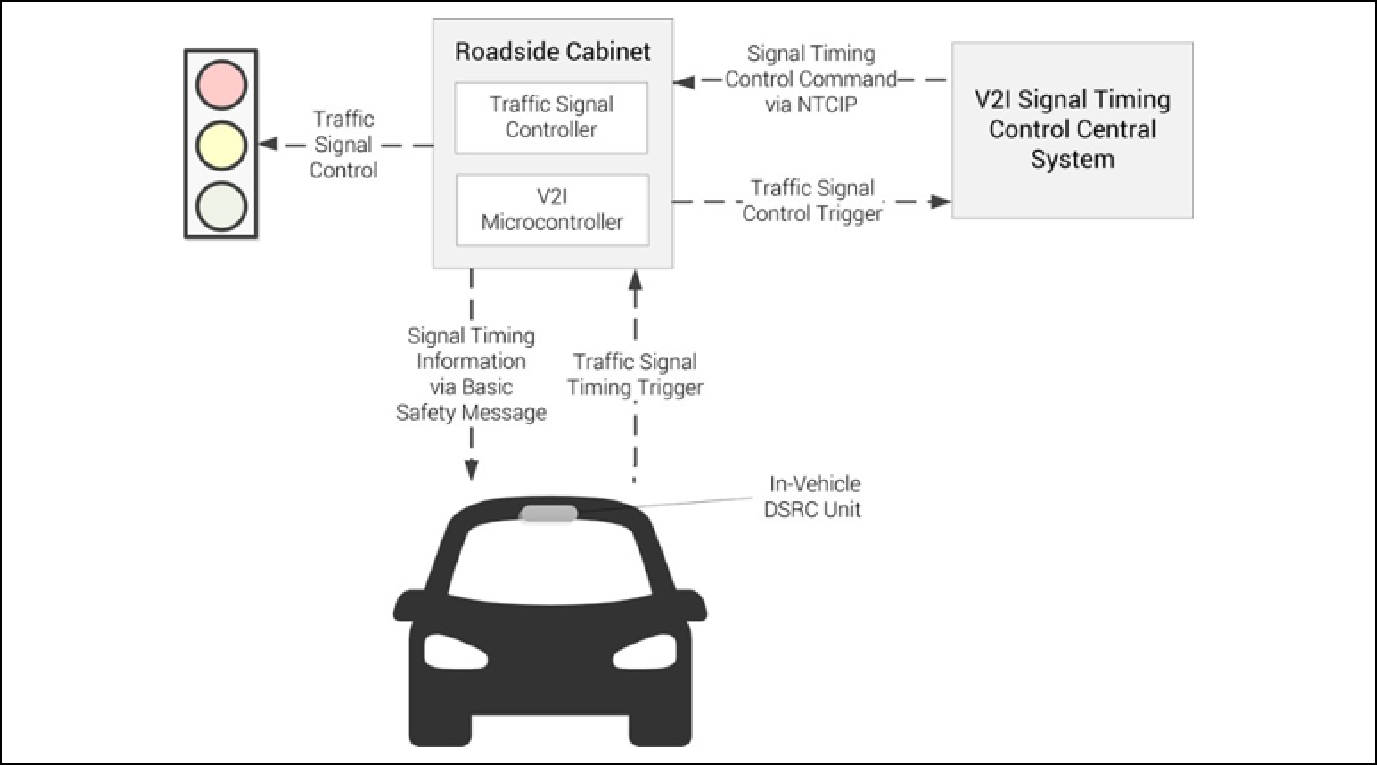 Roadside Cabinet
Traffic Signal
Controller
V2I
Microcontroller
Traffic
Signal
Control
Signal Timing
Control Command
via NTCIP
Traffic Signal
Control Trigger
V2I Signal Timing
Control Central
System
Signal Timing
Information
via Basic
Safety Message
Traffic Signal
Timing Trigger
In-Vehicle
DSRC Unit